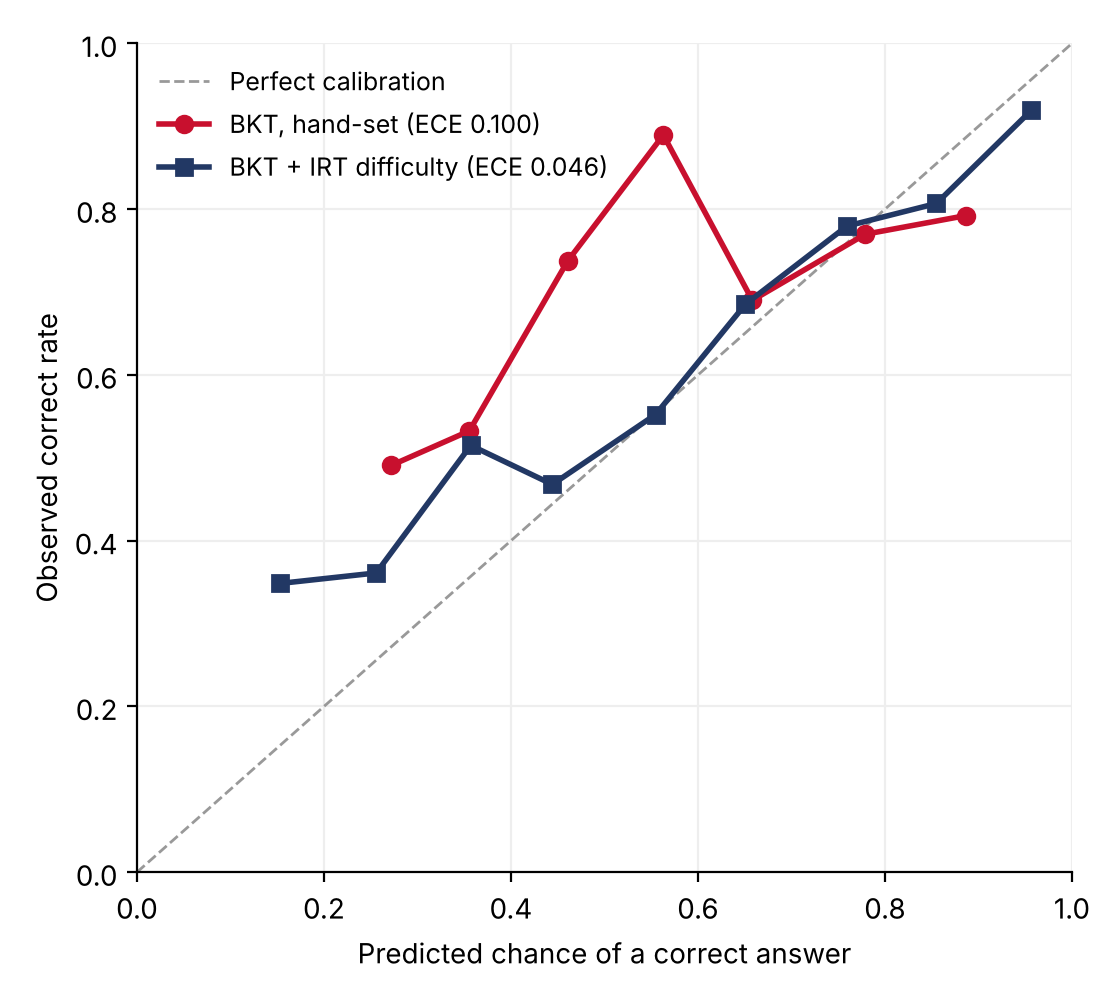 1.0
0.8
0.6
0.4
0.2
0.0
Observed correct rate
Perfect calibration
BKT, hand-set (ECE 0.100)
BKT + IRT difficulty (ECE 0.046)
0.0 0.2 0.4 0.6 0.8 1.0
Predicted chance of a correct answer